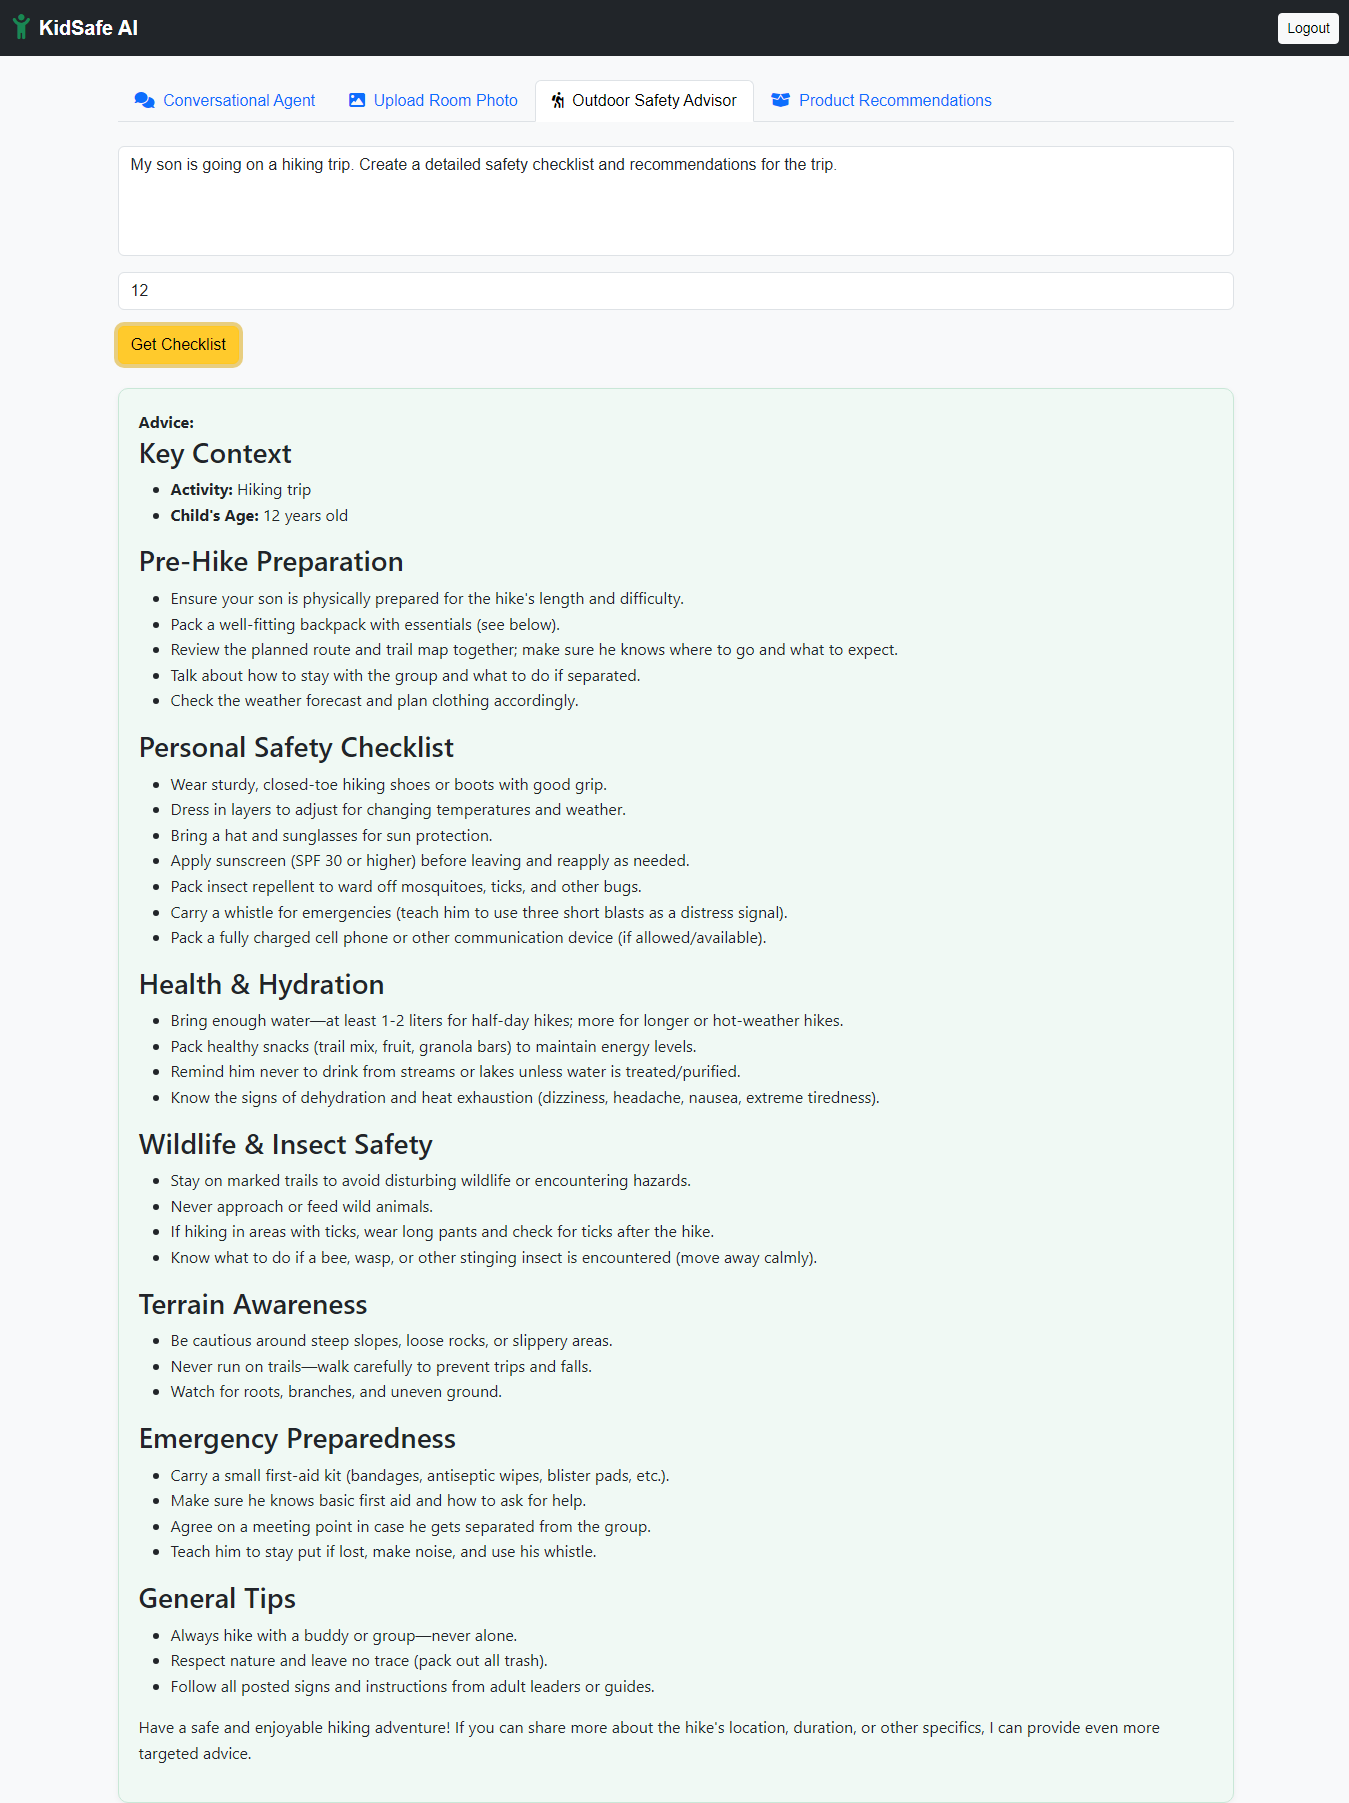 KidSafe AI
Logout
Conversational Agent
Upload Room Photo
Outdoor Safety Advisor
Product Recommendations
My son is going on a hiking trip. Create a detailed safety checklist and recommendations for the trip.
12
Get Checklist
Advice:
Key Context
• Activity: Hiking trip
• Child's Age: 12 years old
Pre-Hike Preparation
• Ensure your son is physically prepared for the hike's length and difficulty.
• Pack a well-fitting backpack with essentials (see below).
• Review the planned route and trail map together; make sure he knows where to go and what to expect.
• Talk about how to stay with the group and what to do if separated.
• Check the weather forecast and plan clothing accordingly.
Personal Safety Checklist
• Wear sturdy, closed-toe hiking shoes or boots with good grip.
• Dress in layers to adjust for changing temperatures and weather.
• Bring a hat and sunglasses for sun protection.
• Apply sunscreen (SPF 30 or higher) before leaving and reapply as needed.
• Pack insect repellent to ward off mosquitoes, ticks, and other bugs.
• Carry a whistle for emergencies (teach him to use three short blasts as a distress signal).
• Pack a fully charged cell phone or other communication device (if allowed/available).
Health & Hydration
• Bring enough water—at least 1-2 liters for half-day hikes; more for longer or hot-weather hikes.
• Pack healthy snacks (trail mix, fruit, granola bars) to maintain energy levels.
• Remind him never to drink from streams or lakes unless water is treated/purified.
• Know the signs of dehydration and heat exhaustion (dizziness, headache, nausea, extreme tiredness).
Wildlife & Insect Safety
• Stay on marked trails to avoid disturbing wildlife or encountering hazards.
• Never approach or feed wild animals.
• If hiking in areas with ticks, wear long pants and check for ticks after the hike.
• Know what to do if a bee, wasp, or other stinging insect is encountered (move away calmly).
Terrain Awareness
• Be cautious around steep slopes, loose rocks, or slippery areas.
• Never run on trails—walk carefully to prevent trips and falls.
• Watch for roots, branches, and uneven ground.
Emergency Preparedness
• Carry a small first-aid kit (bandages, antiseptic wipes, blister pads, etc.).
• Make sure he knows basic first aid and how to ask for help.
• Agree on a meeting point in case he gets separated from the group.
• Teach him to stay put if lost, make noise, and use his whistle.
General Tips
• Always hike with a buddy or group—never alone.
• Respect nature and leave no trace (pack out all trash).
• Follow all posted signs and instructions from adult leaders or guides.
Have a safe and enjoyable hiking adventure! If you can share more about the hike's location, duration, or other specifics, I can provide even more
targeted advice.